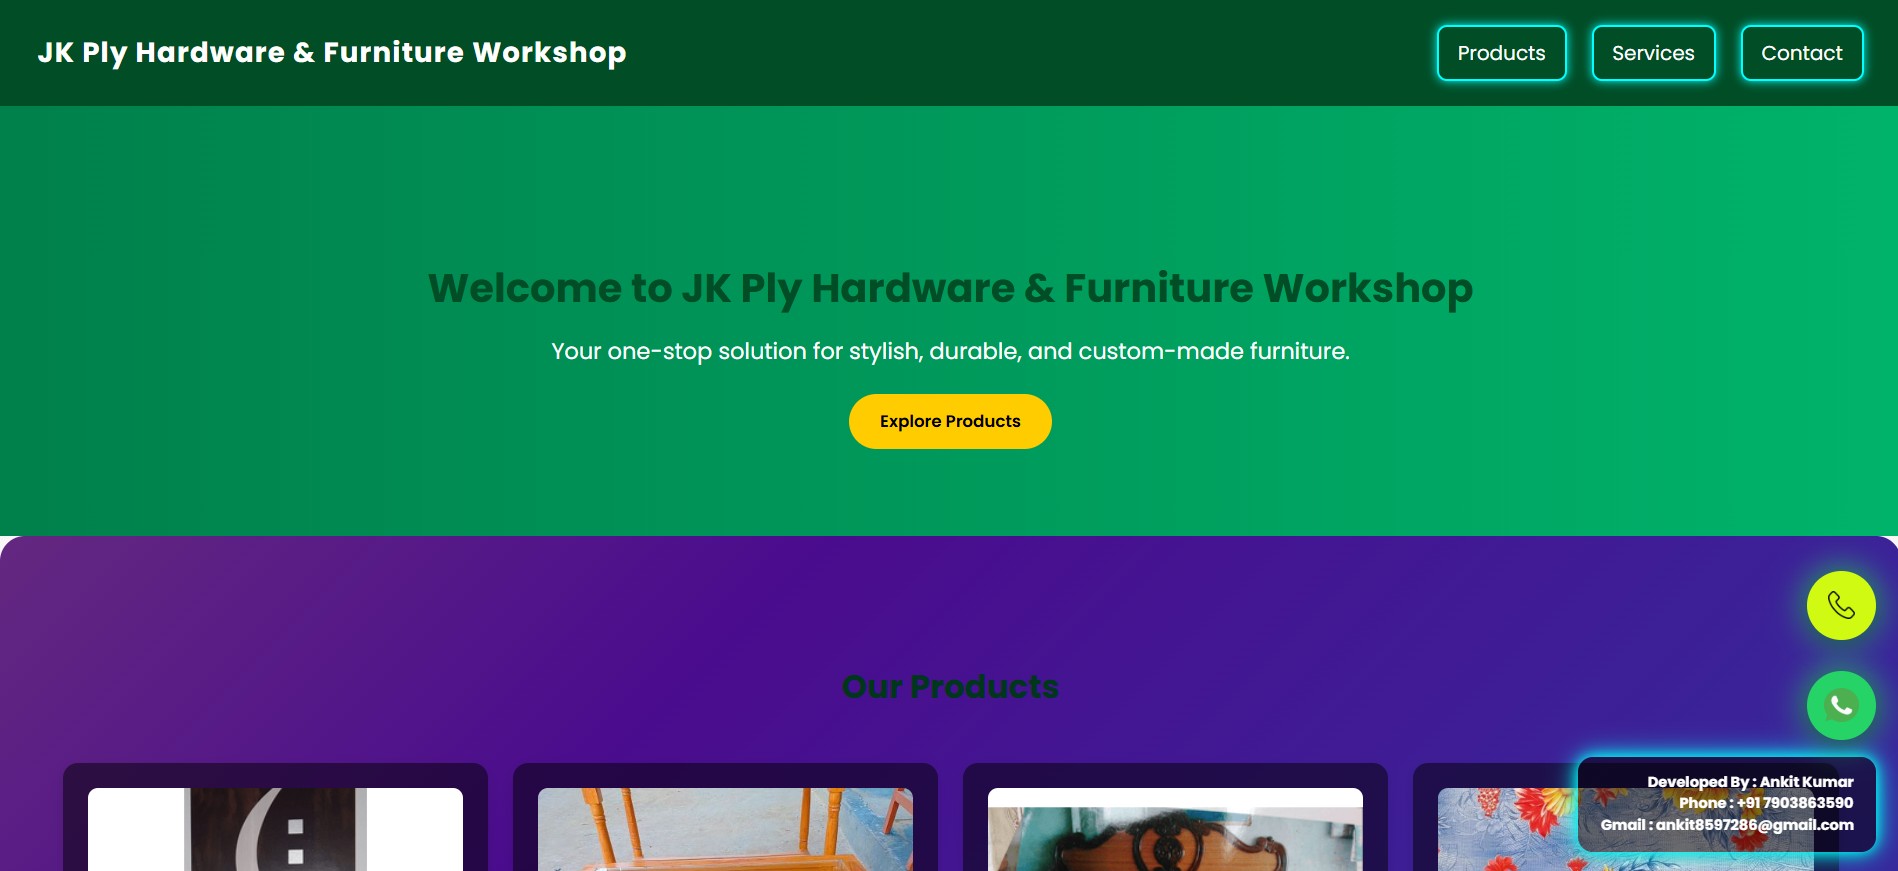 JK Ply Hardware & Furniture Workshop
Products
Services
Contact
Welcome to JK Ply Hardware & Furniture Workshop
Your one-stop solution for stylish, durable, and custom-made furniture.
Explore Products
Our Products
Developed By : Ankit Kumar
Phone : +91 7903863590
Gmail : ankit8597286@gmail.com